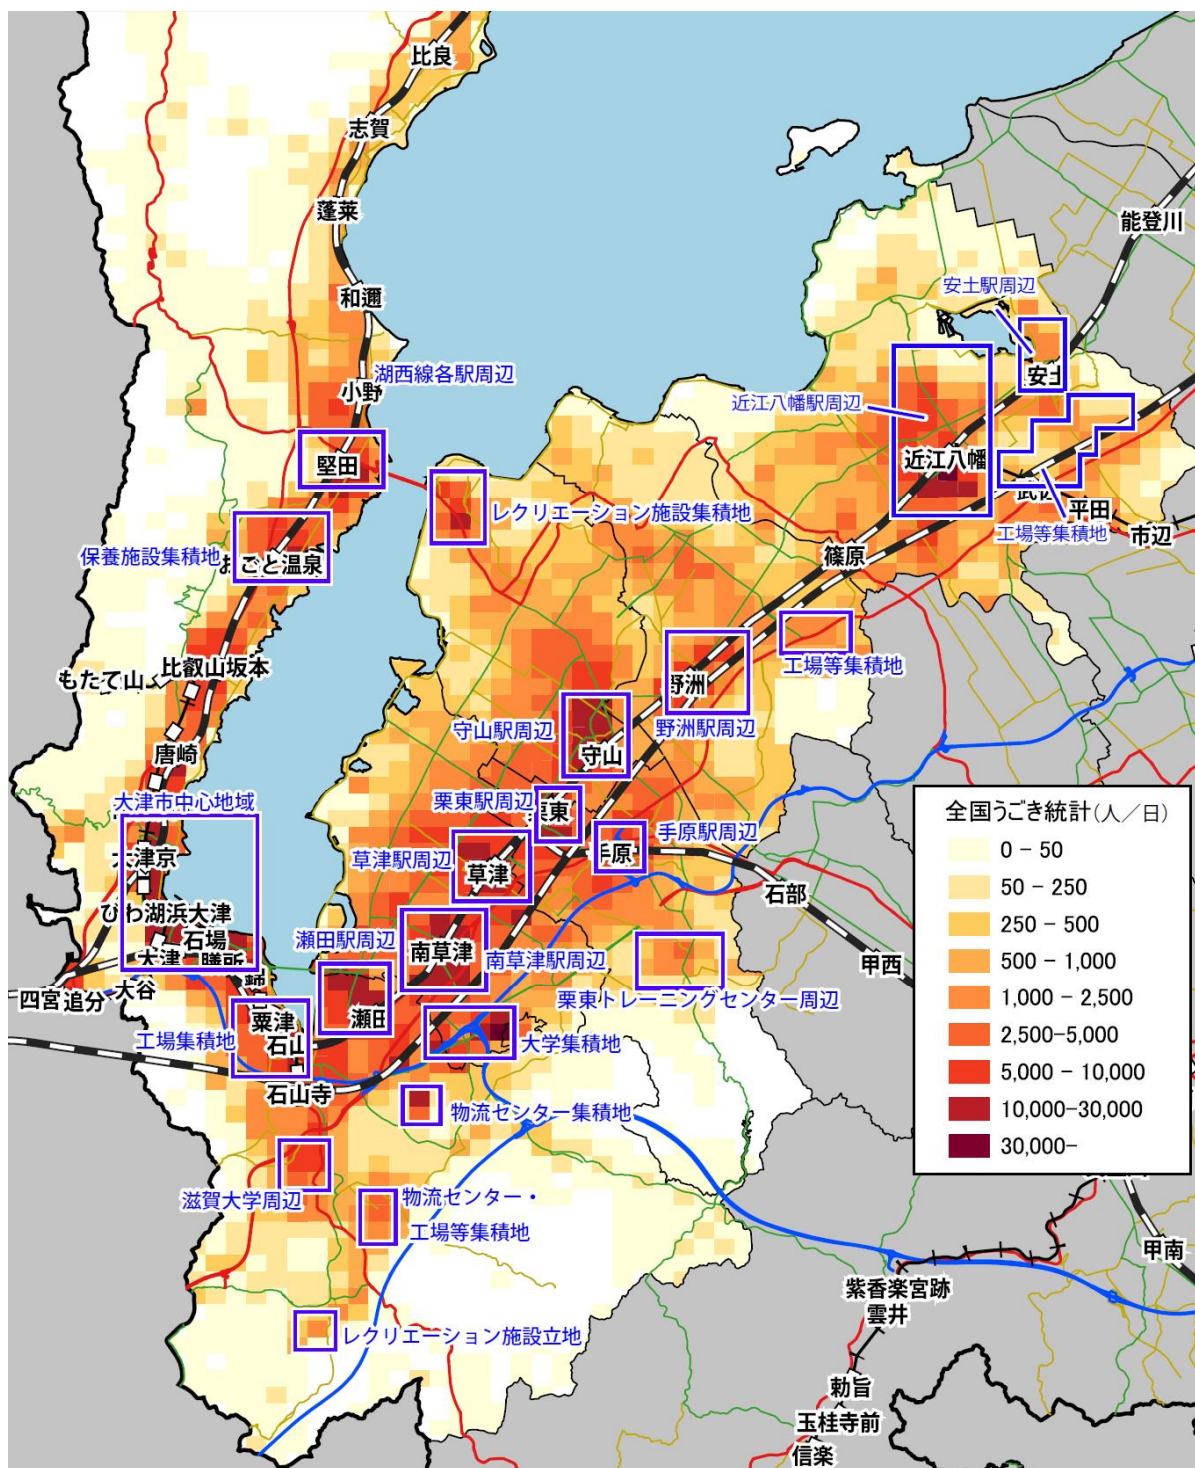 比良
志賀
蓬莱
能登川
安土駅周辺
和邇
湖西線各駅周辺
小野
安土
近江八幡駅周辺
堅田
近江八幡
武佐
平田
市辺
レクリエーション施設集積地
工場等集積地
保養施設集積地
おごと温泉
篠原
比叡山坂本
もたて山
工場等集積地
野洲
野洲駅周辺
守山駅周辺
守山
唐崎
大津市中心地域
栗東駅周辺
栗東
手原駅周辺
手原
草津駅周辺
草津
大津京
石部
びわ湖浜大津
石場
大津
膳所
錦
瀬田駅周辺
南草津
南草津駅周辺
甲西
四宮
追分
大谷
栗東トレーニングセンター周辺
粟津
瀬田
工場集積地
石山
大学集積地
石山寺
物流センター集積地
滋賀大学周辺
物流センター・
工場等集積地
レクリエーション施設立地
全国うごき統計(人／日)
0 − 50
50 − 250
250 − 500
500 − 1,000
1,000 − 2,500
2,500−5,000
5,000 − 10,000
10,000−30,000
30,000−
甲南
紫香楽宮跡
雲井
勅旨
玉桂寺前
信楽